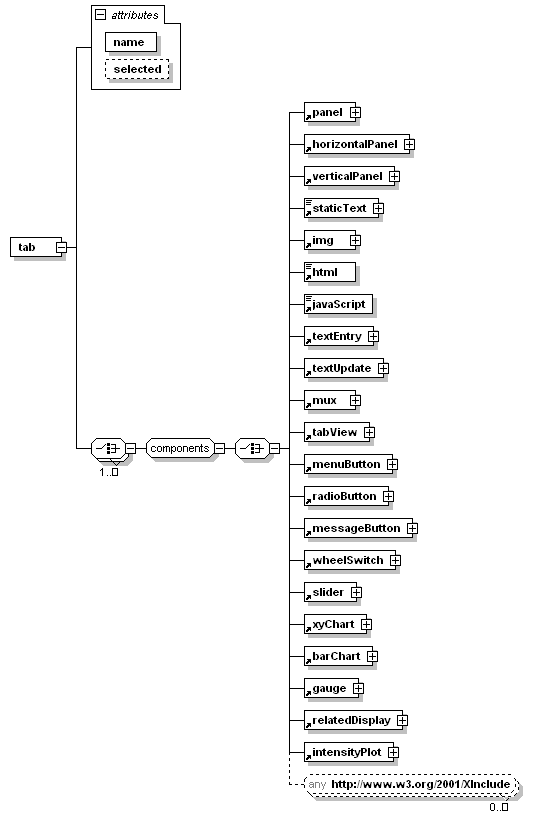 attributes
name
selected
panel
horizontalPanel
verticalPanel
staticText
img
tab
html
javaScript
textEntry
textUpdate
mux
tabView
components
1..
menuButton
radioButton
messageButton
wheelSwitch
slider
xyChart
barChart
gauge
relatedDisplay
intensityPlot
any http://www.w3.org/2001/XInclude
0..